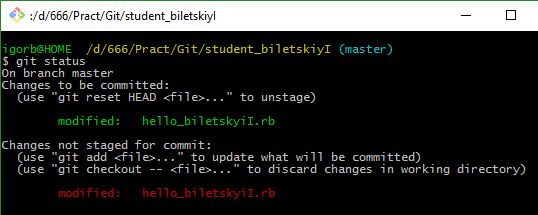 :/d/666/Pract/Git/student_biletskiyI
igorb@HOME /d/666/Pract/Git/student_biletskiyI (master)
$ git status
On branch master
Changes to be committed:
  (use "git reset HEAD <file>..." to unstage)
        modified:   hello_biletskyiI.rb
Changes not staged for commit:
  (use "git add <file>..." to update what will be committed)
  (use "git checkout -- <file>..." to discard changes in working directory)
        modified:   hello_biletskyiI.rb